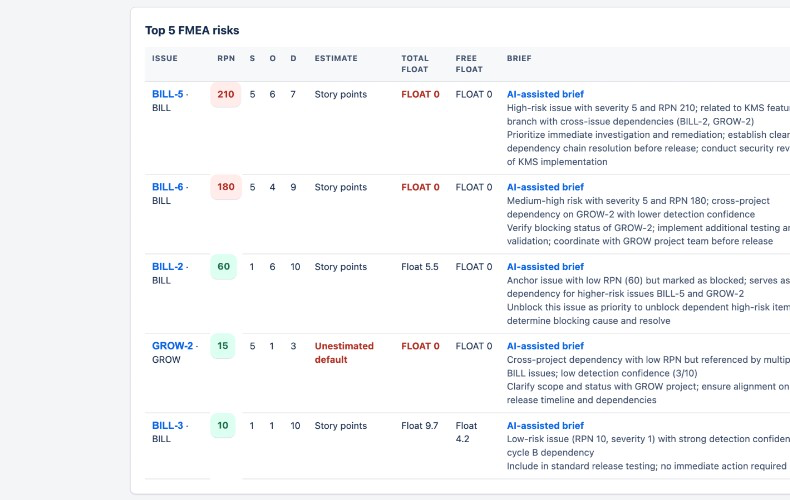 Top 5 FMEA risks
ISSUE RPN S O D ESTIMATE TOTAL FLOAT FREE FLOAT BRIEF
BILL-5 · BILL 210 5 6 7 Story points FLOAT 0 FLOAT 0 AI-assisted brief
High-risk issue with severity 5 and RPN 210; related to KMS
branch with cross-issue dependencies (BILL-2, GROW-2)
Prioritize immediate investigation and remediation; establish clear
dependency chain resolution before release; conduct security
of KMS implementation
BILL-6 · BILL 180 5 4 9 Story points FLOAT 0 FLOAT 0 AI-assisted brief
Medium-high risk with severity 5 and RPN 180; cross-project
dependency on GROW-2 with lower detection confidence
Verify blocking status of GROW-2; implement additional testing
validation; coordinate with GROW project team before release
BILL-2 · BILL 60 1 6 10 Story points Float 5.5 FLOAT 0 AI-assisted brief
Anchor issue with low RPN (60) but marked as blocked; serves as
dependency for higher-risk issues BILL-5 and GROW-2
Unblock this issue as priority to unblock dependent high-risk
determine blocking cause and resolve
GROW-2 · GROW 15 5 1 3 Unestimated default FLOAT 0 FLOAT 0 AI-assisted brief
Cross-project dependency with low RPN but referenced by
BILL issues; low detection confidence (3/10)
Clarify scope and status with GROW project; ensure alignment on
release timeline and dependencies
BILL-3 · BILL 10 1 1 10 Story points Float 9.7 Float 4.2 AI-assisted brief
Low-risk issue (RPN 10, severity 1) with strong detection
cycle B dependency
Include in standard release testing; no immediate action required